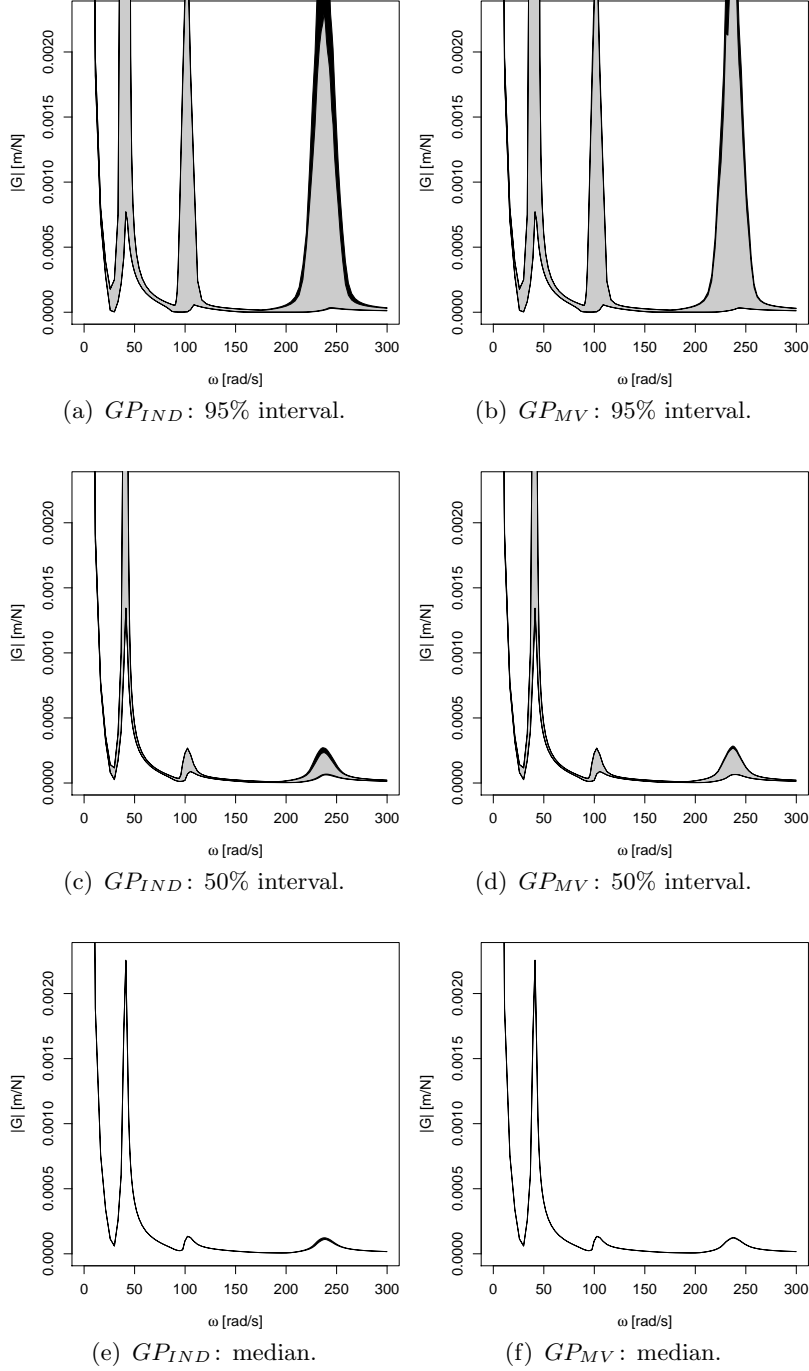 0.0000 0.0005 0.0010 0.0015 0.0020
|G| [m/N]
0 50 100 150 200 250 300
ω [rad/s]
(a) GP_IND: 95% interval.
0.0000 0.0005 0.0010 0.0015 0.0020
|G| [m/N]
0 50 100 150 200 250 300
ω [rad/s]
(b) GP_MV: 95% interval.
0.0000 0.0005 0.0010 0.0015 0.0020
|G| [m/N]
0 50 100 150 200 250 300
ω [rad/s]
(c) GP_IND: 50% interval.
0.0000 0.0005 0.0010 0.0015 0.0020
|G| [m/N]
0 50 100 150 200 250 300
ω [rad/s]
(d) GP_MV: 50% interval.
0.0000 0.0005 0.0010 0.0015 0.0020
|G| [m/N]
0 50 100 150 200 250 300
ω [rad/s]
(e) GP_IND: median.
0.0000 0.0005 0.0010 0.0015 0.0020
|G| [m/N]
0 50 100 150 200 250 300
ω [rad/s]
(f) GP_MV: median.